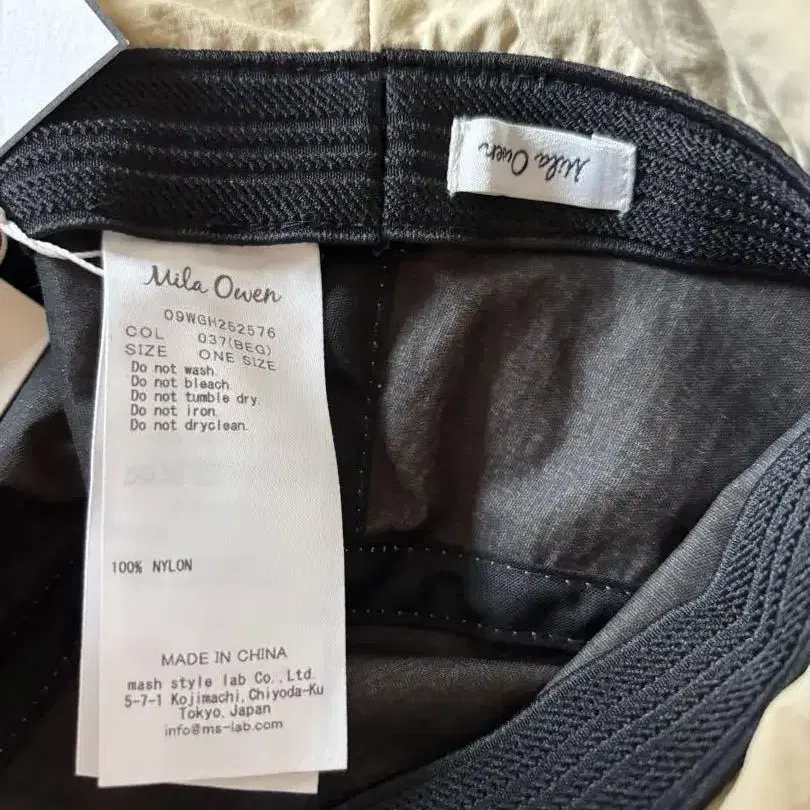 Mila Owen
Mila Owen
09WGH252576
COL 037(BEG)
SIZE ONE SIZE
Do not wash.
Do not bleach.
Do not tumble dry.
Do not iron.
Do not dryclean.
100% NYLON
MADE IN CHINA
mash style lab Co.,Ltd.
5-7-1 Kojimachi,Chiyoda-Ku
Tokyo,Japan
info@ms-lab.com